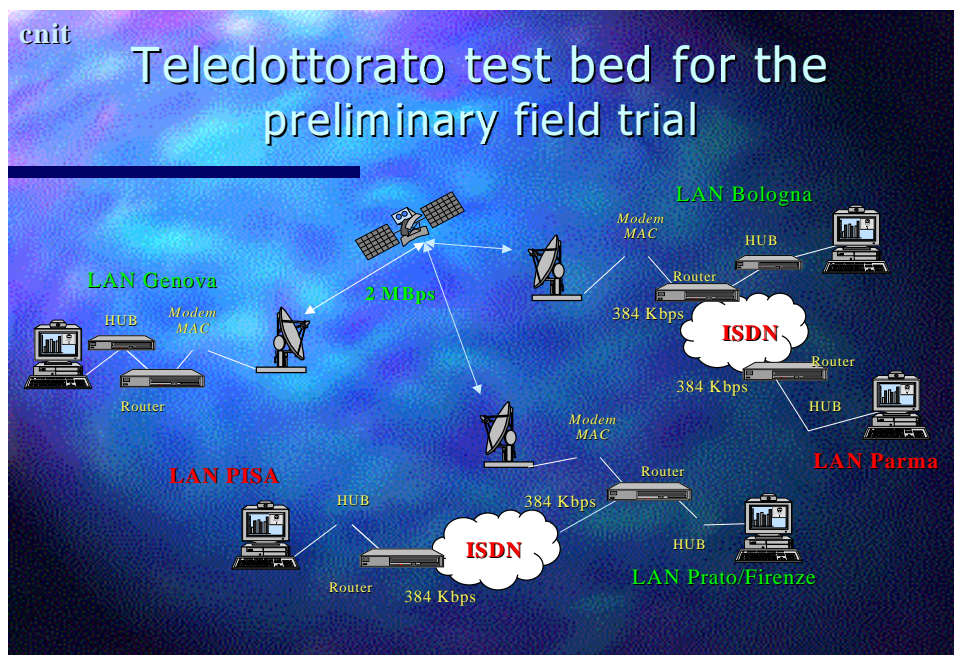 cnit
Teledottorato test bed for the
preliminary field trial
LAN Bologna
Modem
MAC
HUB
Router
384 Kbps
ISDN
Router
384 Kbps
HUB
LAN Parma
2 MBps
LAN Genova
HUB
Modem
MAC
Router
Modem
MAC
Router
384 Kbps
HUB
LAN Prato/Firenze
LAN PISA
HUB
ISDN
Router
384 Kbps